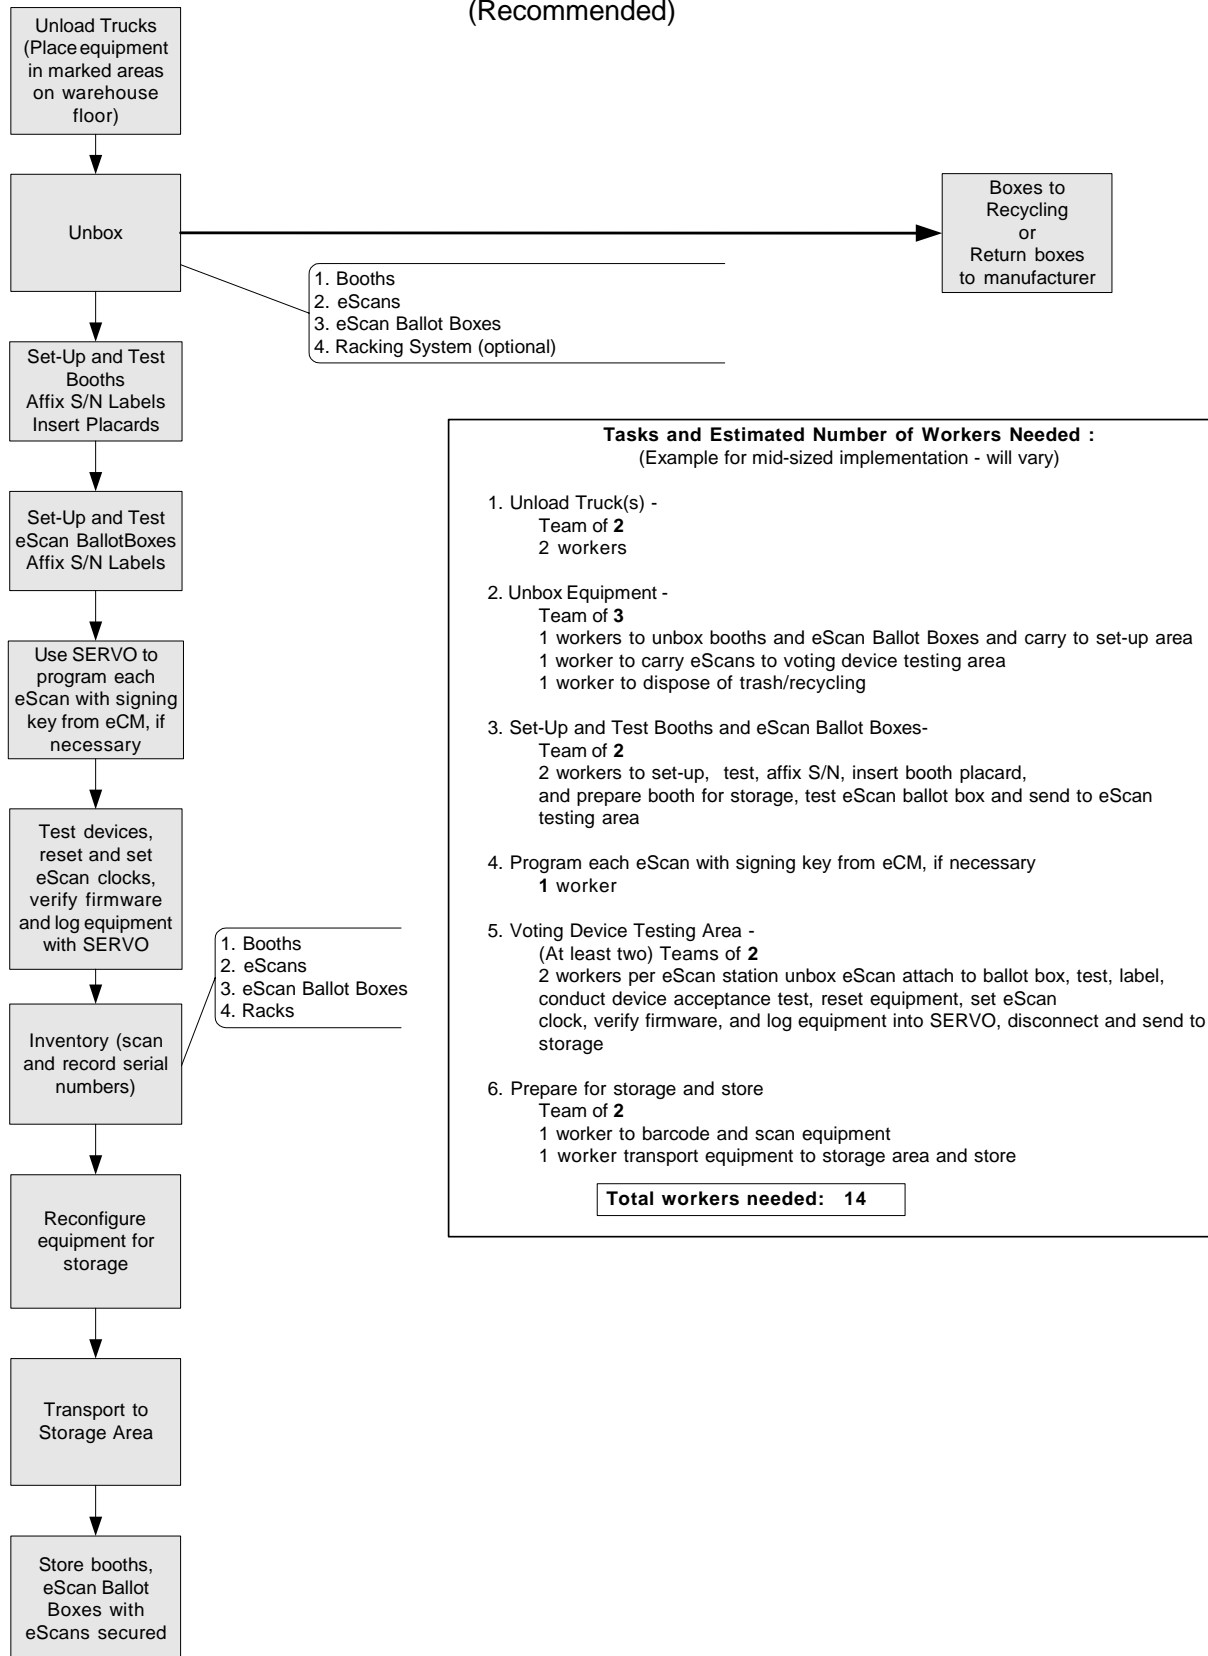 (Recommended)
Unload Trucks
(Place equipment
in marked areas
on warehouse
floor)
Unbox
Boxes to
Recycling
or
Return boxes
to manufacturer
1. Booths
2. eScans
3. eScan Ballot Boxes
4. Racking System (optional)
Set-Up and Test
Booths
Affix S/N Labels
Insert Placards
Set-Up and Test
eScan BallotBoxes
Affix S/N Labels
Use SERVO to
program each
eScan with signing
key from eCM, if
necessary
Test devices,
reset and set
eScan clocks,
verify firmware
and log equipment
with SERVO
1. Booths
2. eScans
3. eScan Ballot Boxes
4. Racks
Inventory (scan
and record serial
numbers)
Reconfigure
equipment for
storage
Transport to
Storage Area
Store booths,
eScan Ballot
Boxes with
eScans secured
Tasks and Estimated Number of Workers Needed :
(Example for mid-sized implementation - will vary)
1. Unload Truck(s) -
Team of 2
2 workers
2. Unbox Equipment -
Team of 3
1 workers to unbox booths and eScan Ballot Boxes and carry to set-up area
1 worker to carry eScans to voting device testing area
1 worker to dispose of trash/recycling
3. Set-Up and Test Booths and eScan Ballot Boxes-
Team of 2
2 workers to set-up, test, affix S/N, insert booth placard,
and prepare booth for storage, test eScan ballot box and send to eScan
testing area
4. Program each eScan with signing key from eCM, if necessary
1 worker
5. Voting Device Testing Area -
(At least two) Teams of 2
2 workers per eScan station unbox eScan attach to ballot box, test, label,
conduct device acceptance test, reset equipment, set eScan
clock, verify firmware, and log equipment into SERVO, disconnect and send to
storage
6. Prepare for storage and store
Team of 2
1 worker to barcode and scan equipment
1 worker transport equipment to storage area and store
Total workers needed: 14